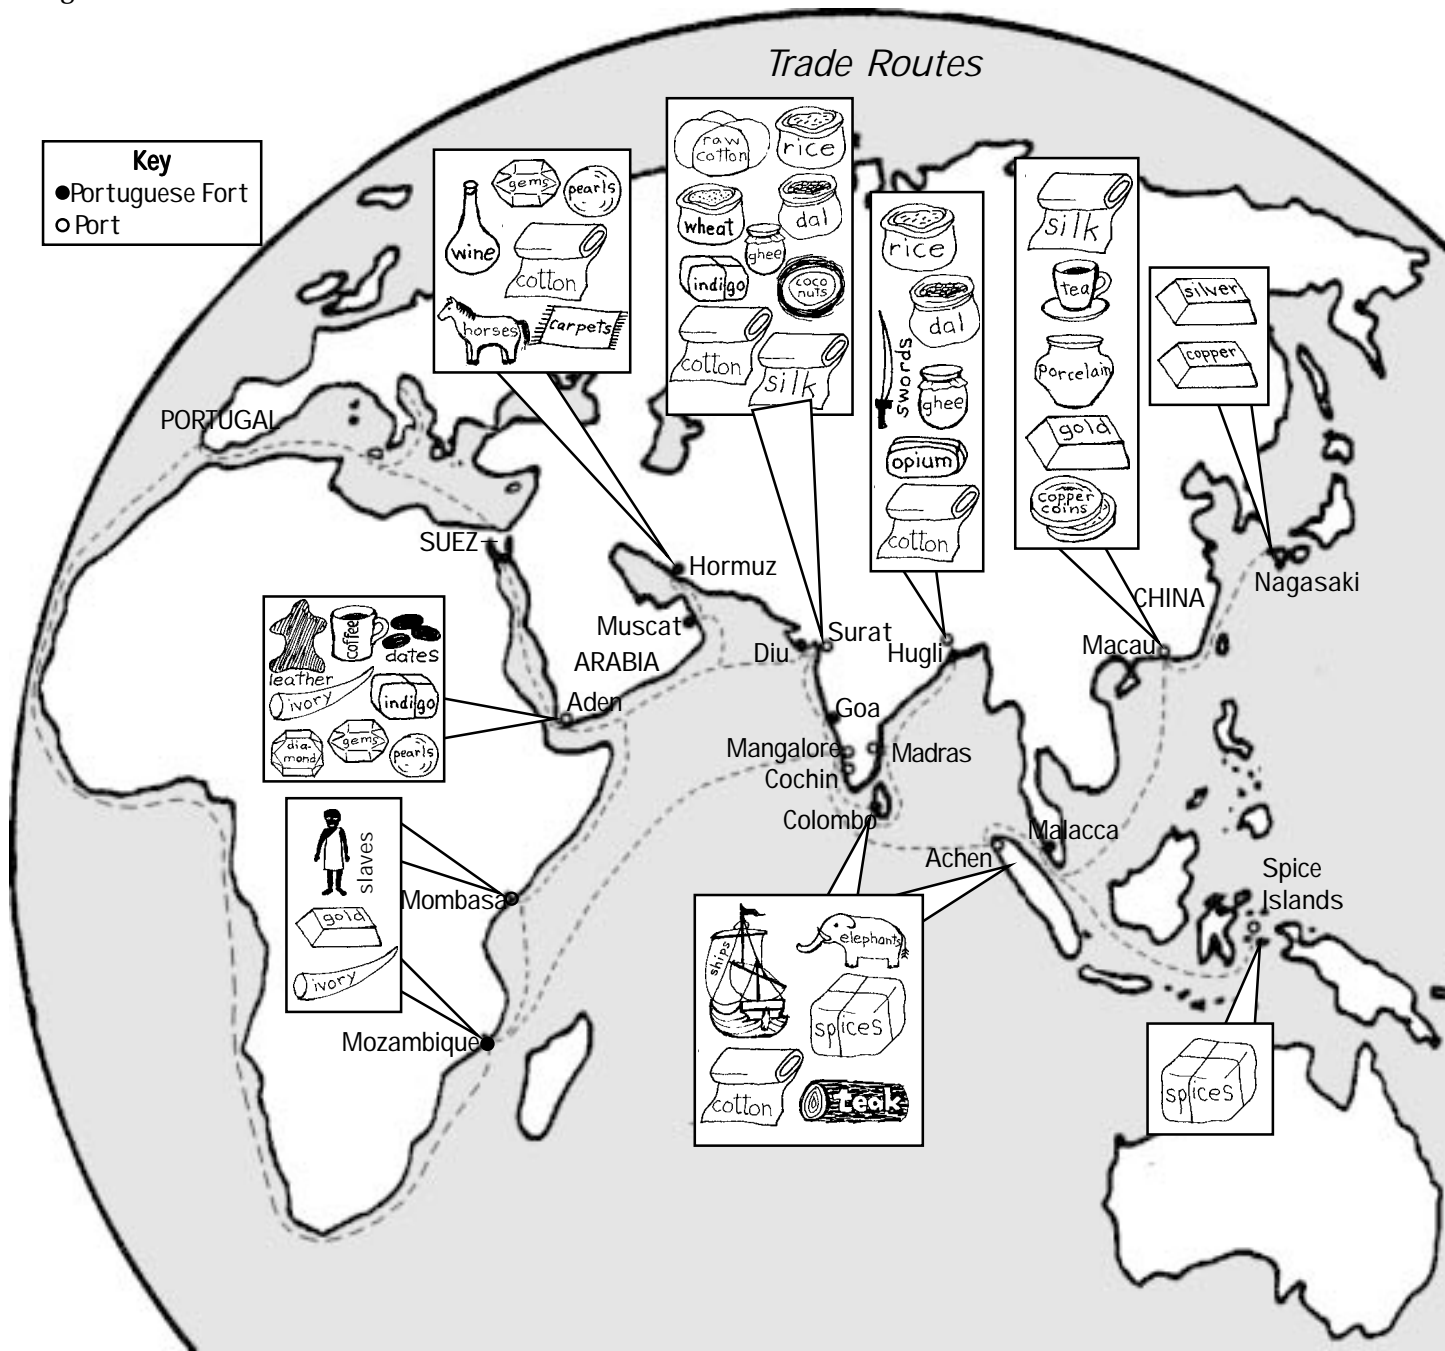 Trade Routes
Key
Portuguese Fort
Port
gems
pearls
wine
cotton
horses
carpets
raw
cotton
rice
wheat
dal
ghee
indigo
coco
nuts
cotton
silk
rice
dal
swords
ghee
opium
cotton
silk
tea
porcelain
gold
copper
coins
silver
copper
PORTUGAL
SUEZ
Hormuz
Muscat
ARABIA
Aden
Diu
Surat
Hugli
CHINA
Macau
Nagasaki
Goa
Mangalore
Cochin
Madras
Colombo
Achen
Malacca
Spice
Islands
leather
coffee
dates
ivory
indigo
dia-
mond
gems
pearls
slaves
gold
ivory
Mombasa
Mozambique
ships
elephants
spices
cotton
teak
spices